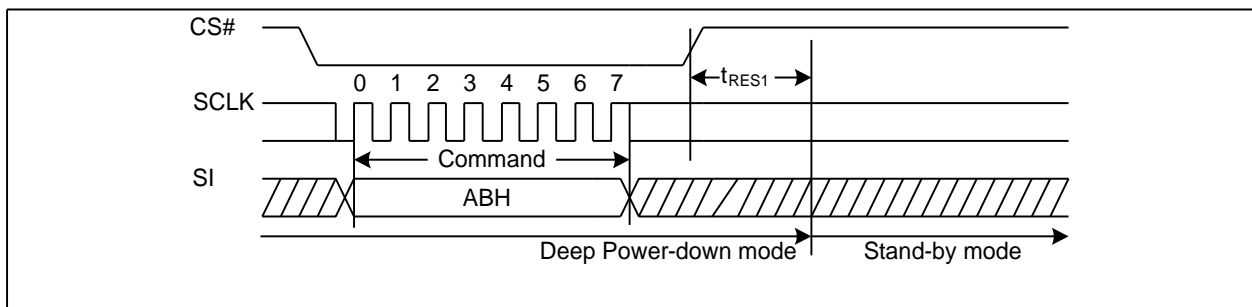 CS#
tRES1
0 1 2 3 4 5 6 7
SCLK
Command
SI
ABH
Deep Power-down mode Stand-by mode